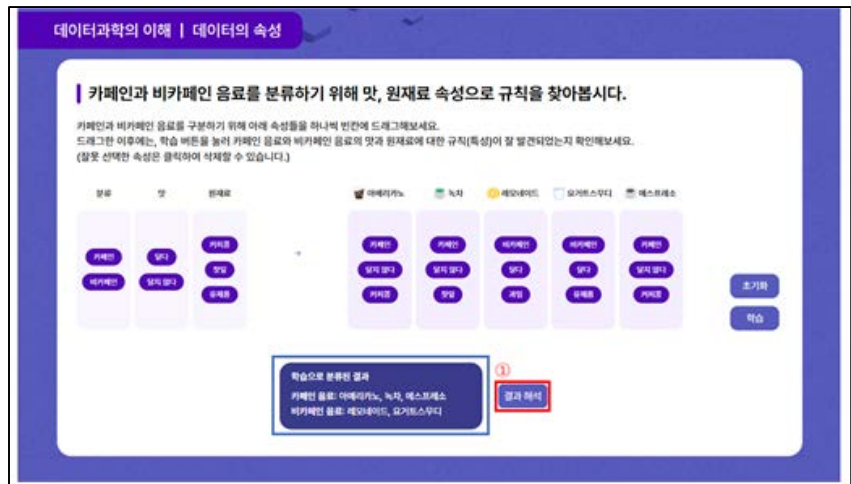 데이터과학의 이해 | 데이터의 속성
카페인과 비카페인 음료를 분류하기 위해 맛, 원재료 속성으로 규칙을 찾아봅시다.
카페인과 비카페인 음료를 구분하기 위해 아래 속성들을 하나씩 빈칸에 드래그해보세요.
드래그한 이후에는, 학습 버튼을 눌러 카페인 음료와 비카페인 음료의 맛과 원재료에 대한 규칙(특성)이 잘 발견되었는지 확인해보세요.
(잘못 선택한 속성은 클릭하여 삭제할 수 있습니다.)
분류 맛 원재료 아메리카노 녹차 레모네이드 요거트스무디 에스프레소
커피콩 카페인 카페인 비카페인 비카페인 카페인
카페인 달다
찻잎 달지 않다 달지 않다 달다 달다 달지 않다
비카페인 달지 않다
유제품 커피콩 찻잎 과일 유제품 커피콩
초기화
학습
학습으로 분류된 결과
카페인 음료: 아메리카노, 녹차, 에스프레소
비카페인 음료: 레모네이드, 요거트스무디
①
결과 해석